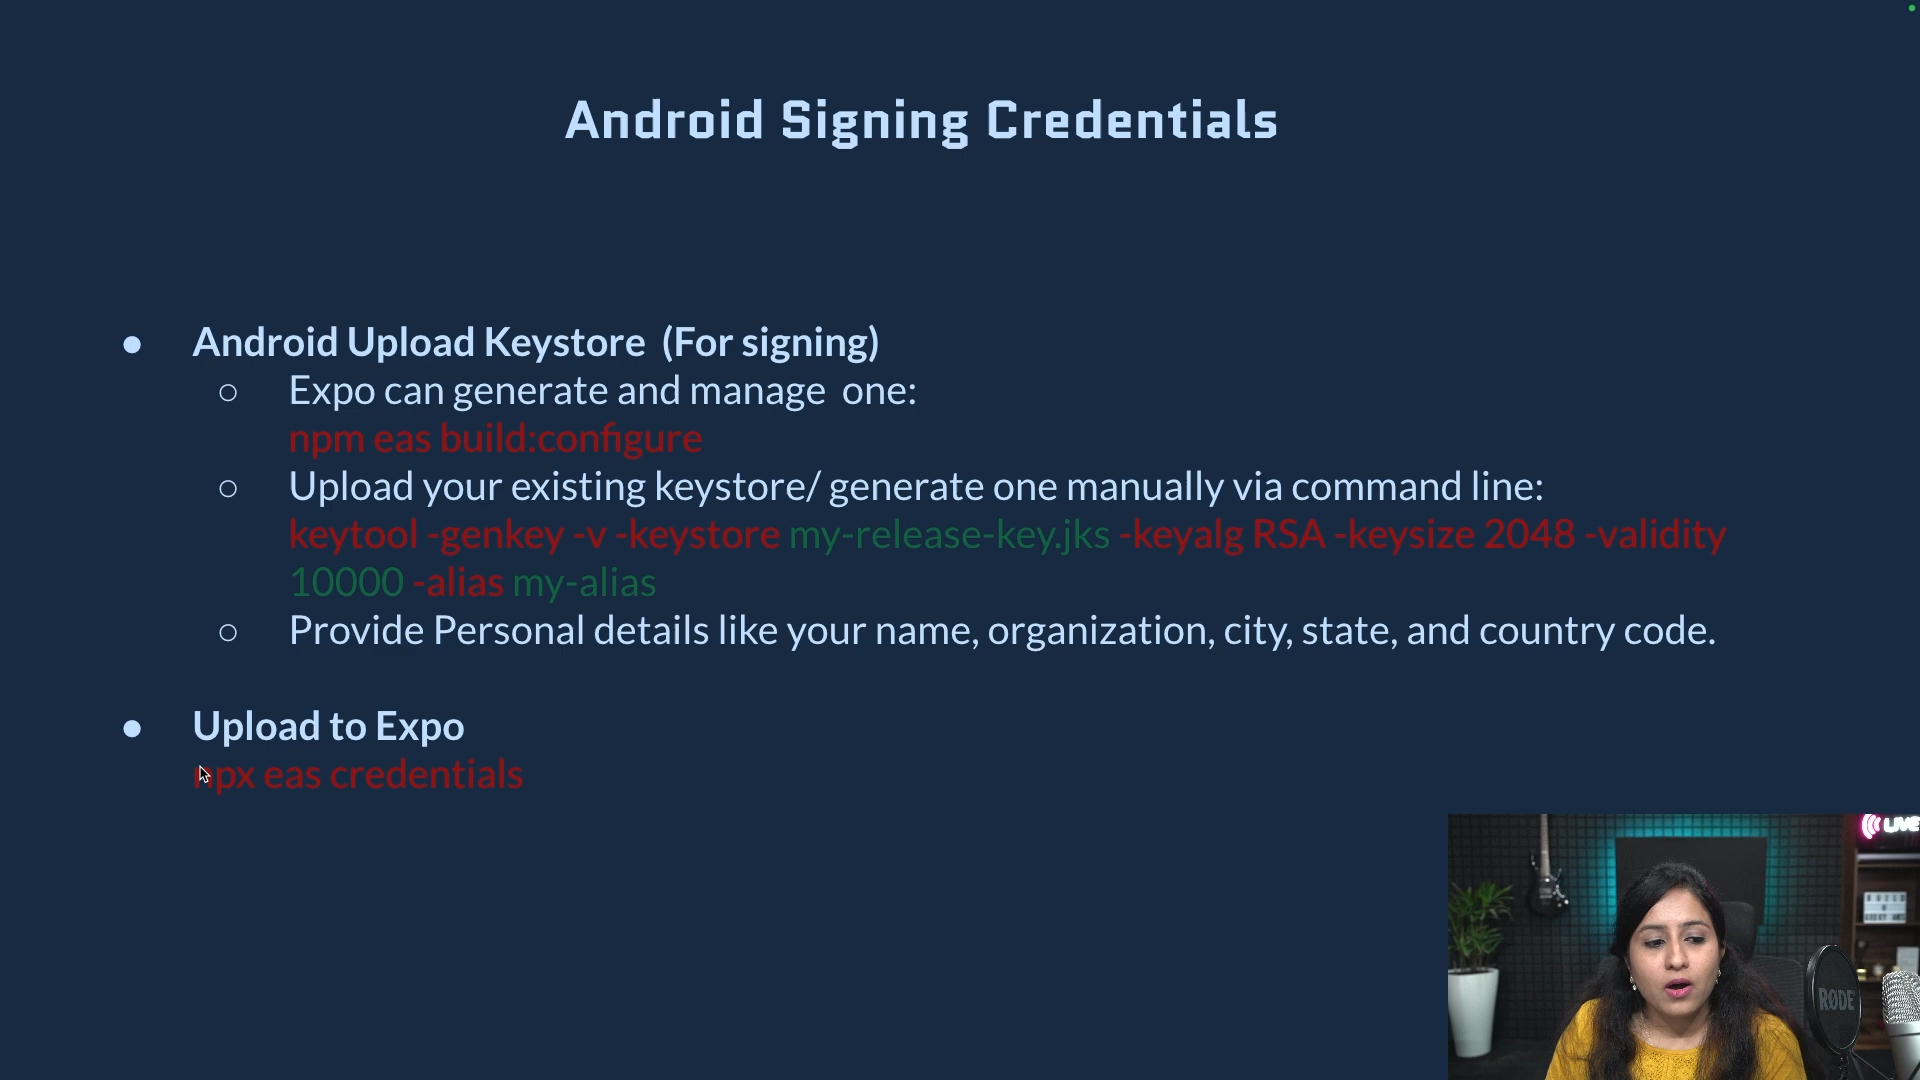 Android Signing Credentials
● Android Upload Keystore (For signing)
○ Expo can generate and manage one:
npm eas build:configure
○ Upload your existing keystore/ generate one manually via command line:
keytool -genkey -v -keystore my-release-key.jks -keyalg RSA -keysize 2048 -validity
10000 -alias my-alias
○ Provide Personal details like your name, organization, city, state, and country code.
● Upload to Expo
npx eas credentials
LIVE
RØDE